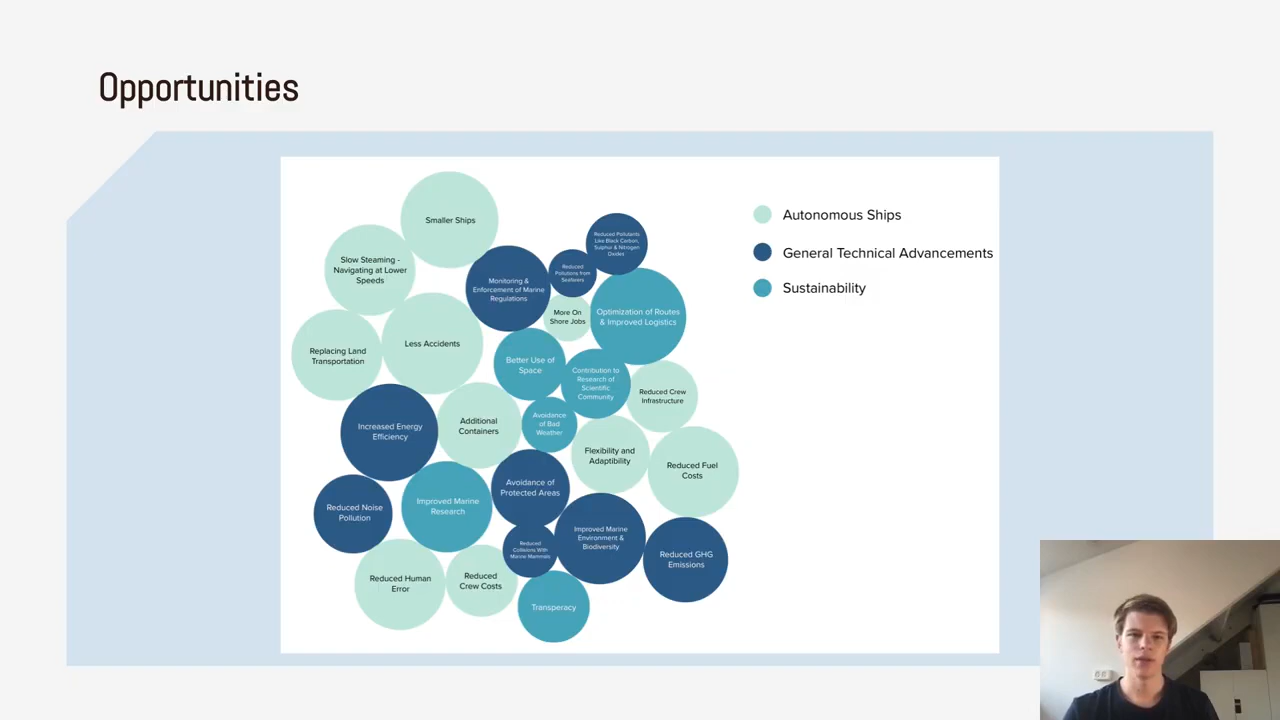 Opportunities
Smaller Ships
Slow Steaming -
Navigating at Lower
Speeds
Monitoring &
Enforcement of Marine
Regulations
Reduced
Pollutions from
Seafarers
Reduced Pollutants
Like Black Carbon,
Sulphur & Nitrogen
Oxides
More On
Shore Jobs
Optimization of Routes
& Improved Logistics
Replacing Land
Transportation
Less Accidents
Better Use of
Space
Contribution to
Research of
Scientific
Community
Reduced Crew
Infrastructure
Increased Energy
Efficiency
Additional
Containers
Avoidance
of Bad
Weather
Flexibility and
Adaptibility
Reduced Fuel
Costs
Reduced Noise
Pollution
Improved Marine
Research
Avoidance of
Protected Areas
Reduced
Collisions With
Marine Mammals
Improved Marine
Environment &
Biodiversity
Reduced GHG
Emissions
Reduced Human
Error
Reduced
Crew Costs
Transperacy
Autonomous Ships
General Technical Advancements
Sustainability